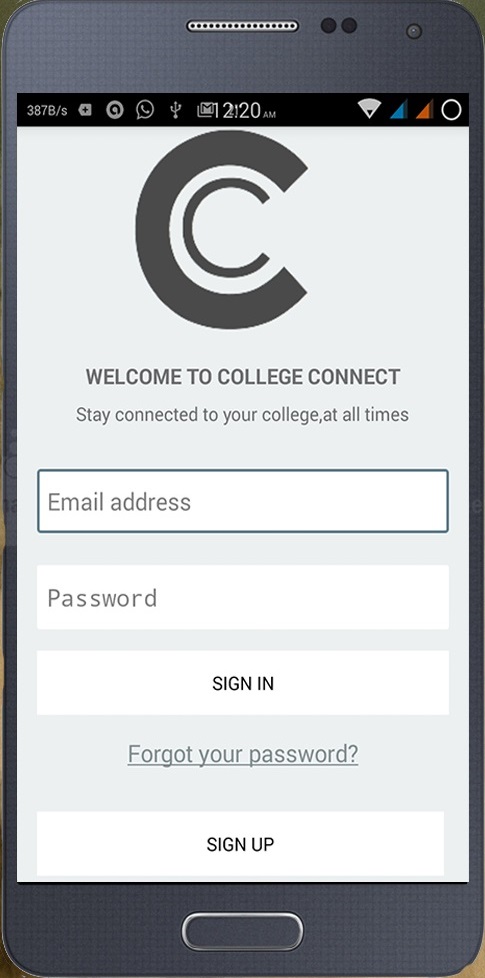 387B/s 12:20 AM
WELCOME TO COLLEGE CONNECT
Stay connected to your college,at all times
Email address
Password
SIGN IN
Forgot your password?
SIGN UP